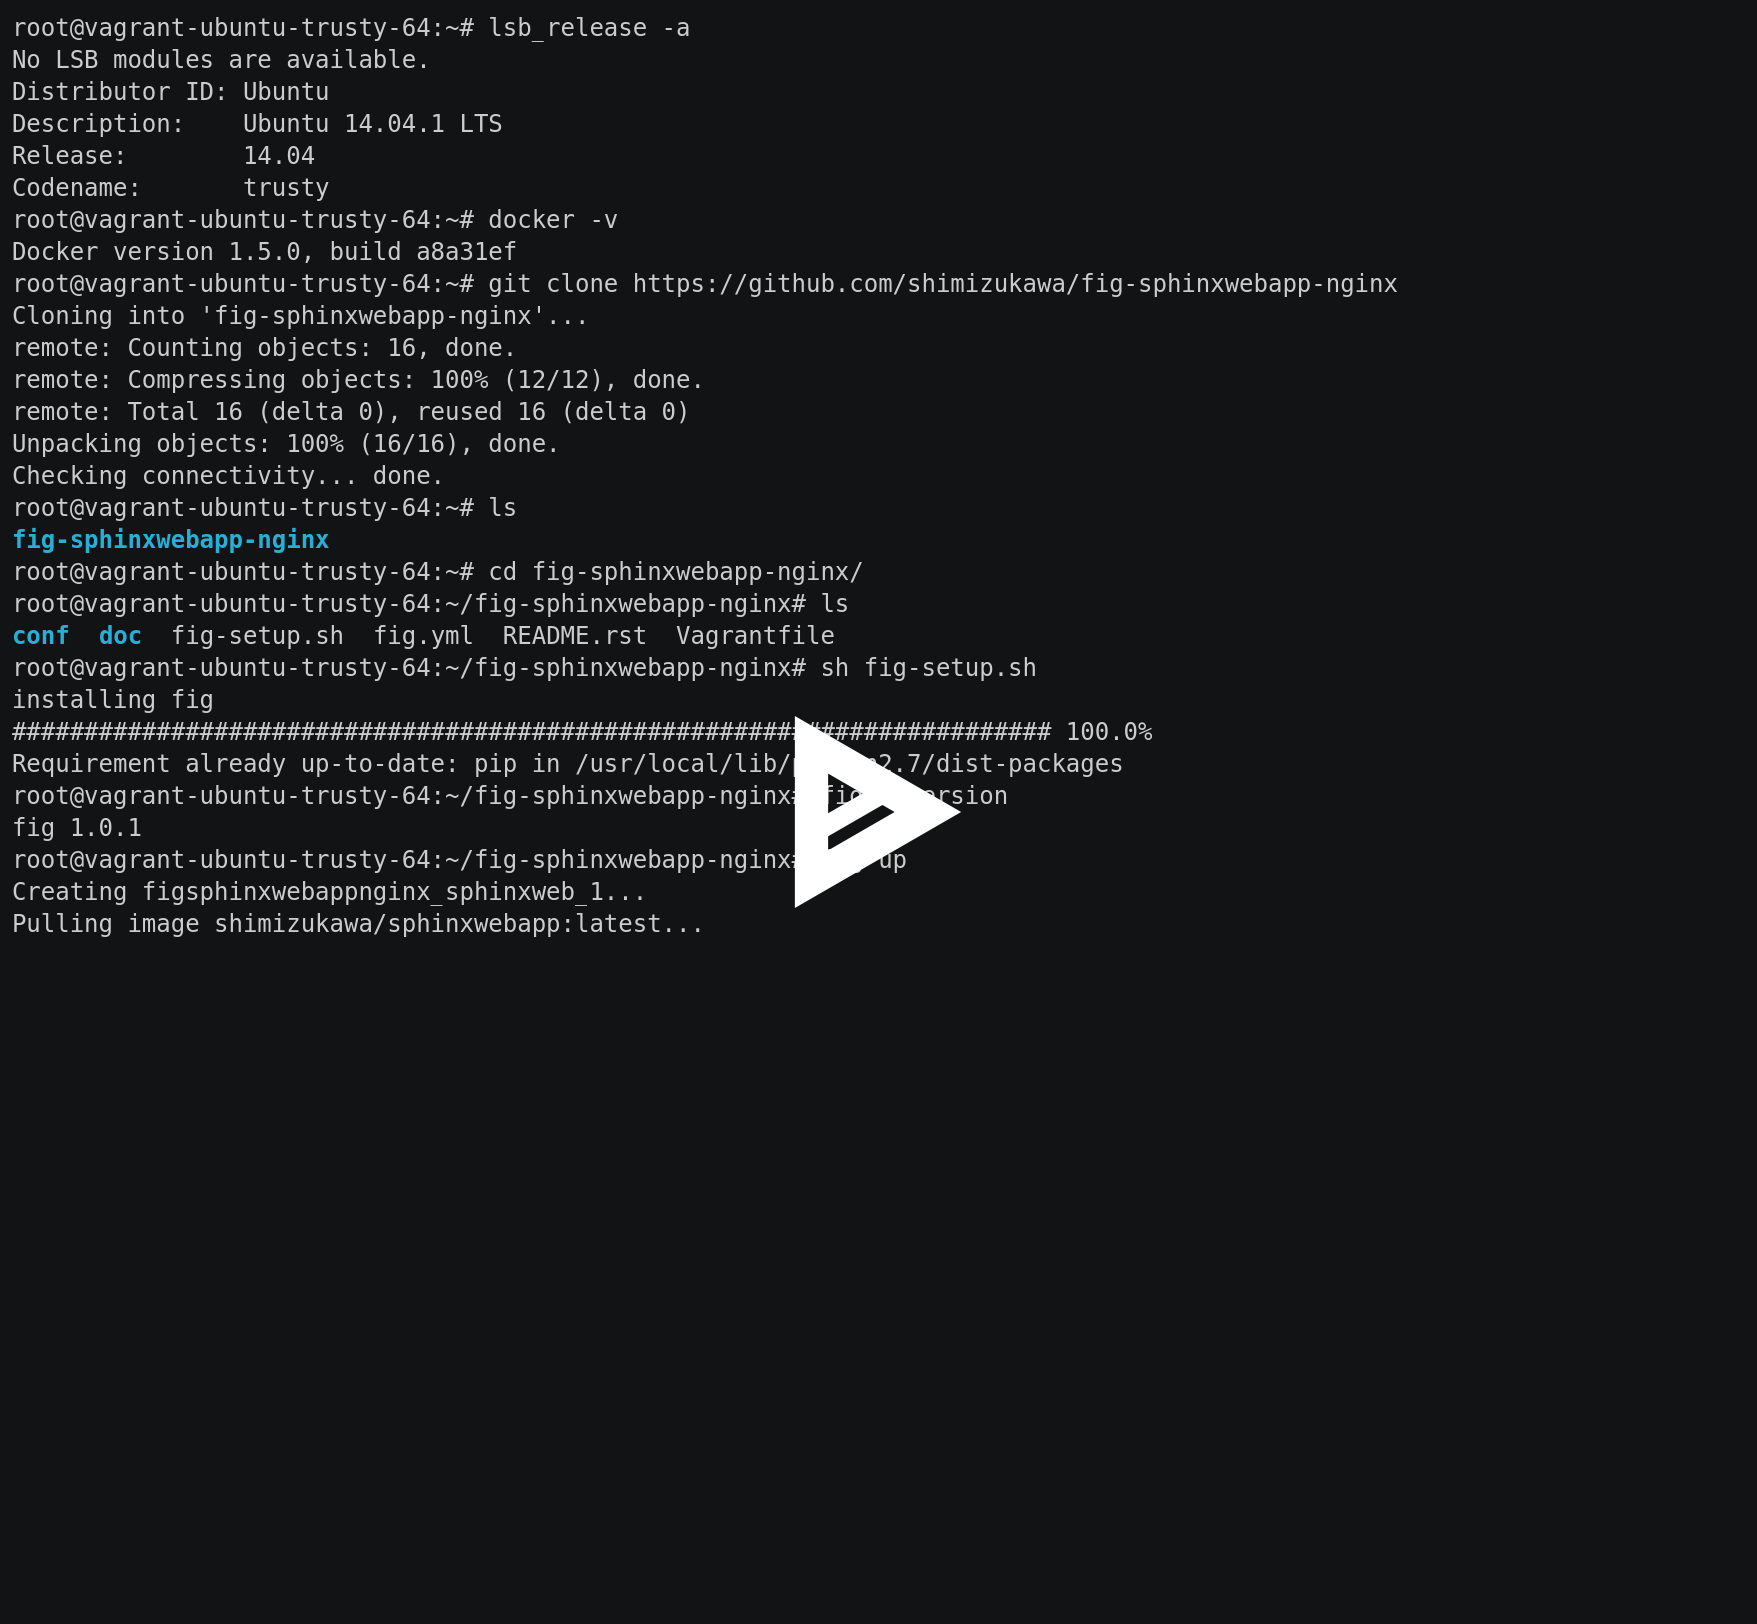 root@vagrant-ubuntu-trusty-64:~# lsb_release -a
No LSB modules are available.
Distributor ID: Ubuntu
Description:    Ubuntu 14.04.1 LTS
Release:        14.04
Codename:       trusty
root@vagrant-ubuntu-trusty-64:~# docker -v
Docker version 1.5.0, build a8a31ef
root@vagrant-ubuntu-trusty-64:~# git clone https://github.com/shimizukawa/fig-sphinxwebapp-nginx
Cloning into 'fig-sphinxwebapp-nginx'...
remote: Counting objects: 16, done.
remote: Compressing objects: 100% (12/12), done.
remote: Total 16 (delta 0), reused 16 (delta 0)
Unpacking objects: 100% (16/16), done.
Checking connectivity... done.
root@vagrant-ubuntu-trusty-64:~# ls
fig-sphinxwebapp-nginx
root@vagrant-ubuntu-trusty-64:~# cd fig-sphinxwebapp-nginx/
root@vagrant-ubuntu-trusty-64:~/fig-sphinxwebapp-nginx# ls
conf  doc  fig-setup.sh  fig.yml  README.rst  Vagrantfile
root@vagrant-ubuntu-trusty-64:~/fig-sphinxwebapp-nginx# sh fig-setup.sh
installing fig
######################################################################## 100.0%
Requirement already up-to-date: pip in /usr/local/lib/ /dist-packages
root@vagrant-ubuntu-trusty-64:~/fig-sphinxwebapp-nginx# fig
fig 1.0.1
root@vagrant-ubuntu-trusty-64:~/fig-sphinxwebapp-nginx# up
Creating figsphinxwebappnginx_sphinxweb_1...
Pulling image shimizukawa/sphinxwebapp:latest...